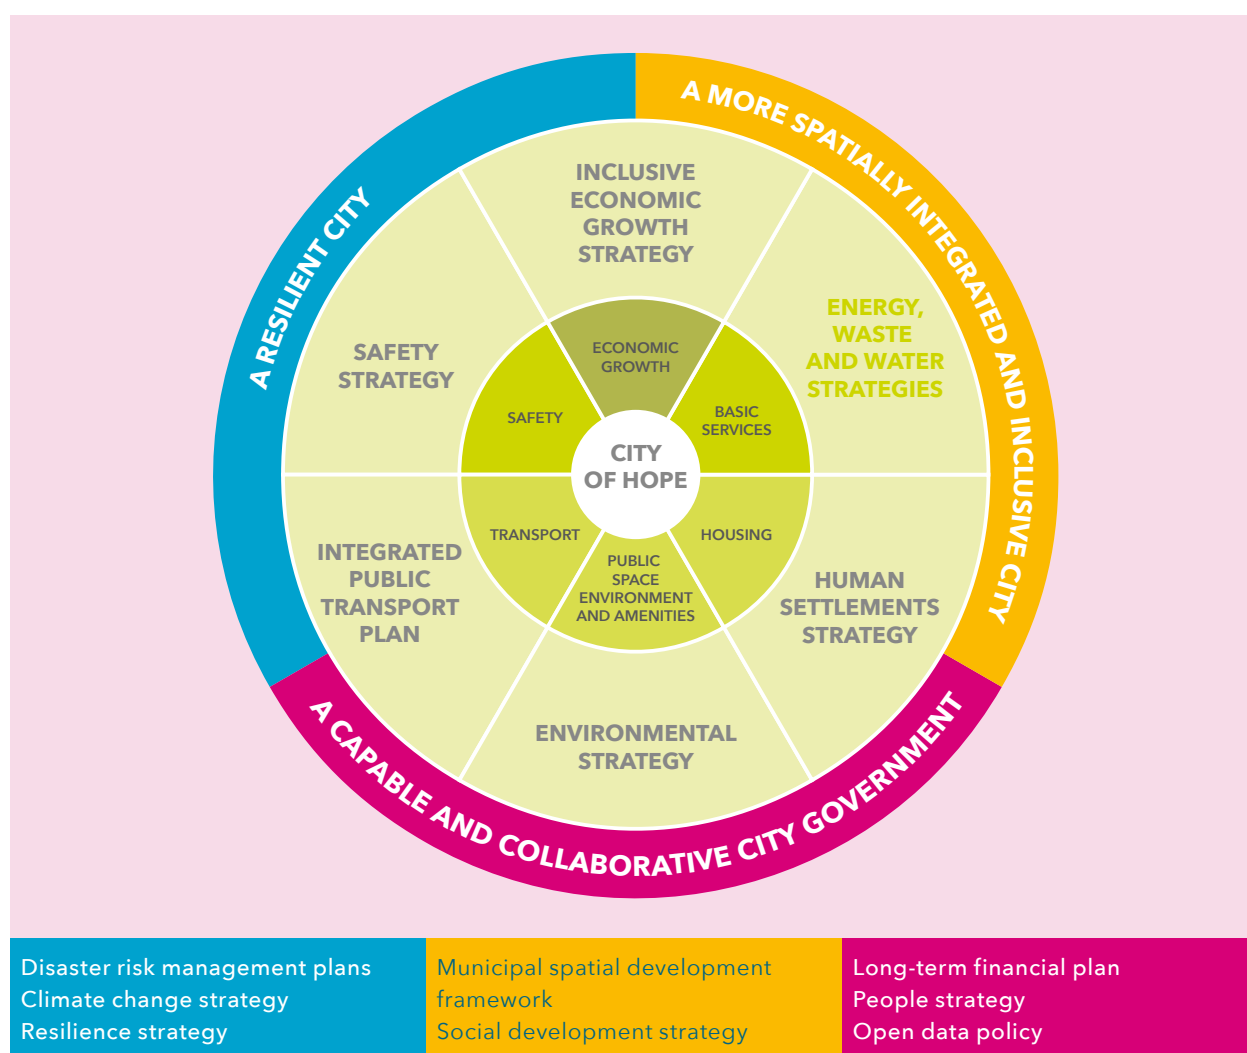 A RESILIENT CITY
A MORE SPATIALLY INTEGRATED AND INCLUSIVE CITY
A CAPABLE AND COLLABORATIVE CITY GOVERNMENT
INCLUSIVE
ECONOMIC
GROWTH
STRATEGY
ENERGY,
WASTE
AND WATER
STRATEGIES
HUMAN
SETTLEMENTS
STRATEGY
ENVIRONMENTAL
STRATEGY
INTEGRATED
PUBLIC
TRANSPORT
PLAN
SAFETY
STRATEGY
ECONOMIC
GROWTH
BASIC
SERVICES
HOUSING
PUBLIC
SPACE
ENVIRONMENT
AND AMENITIES
TRANSPORT
SAFETY
CITY
OF HOPE
Disaster risk management plans
Climate change strategy
Resilience strategy
Municipal spatial development
framework
Social development strategy
Long-term financial plan
People strategy
Open data policy